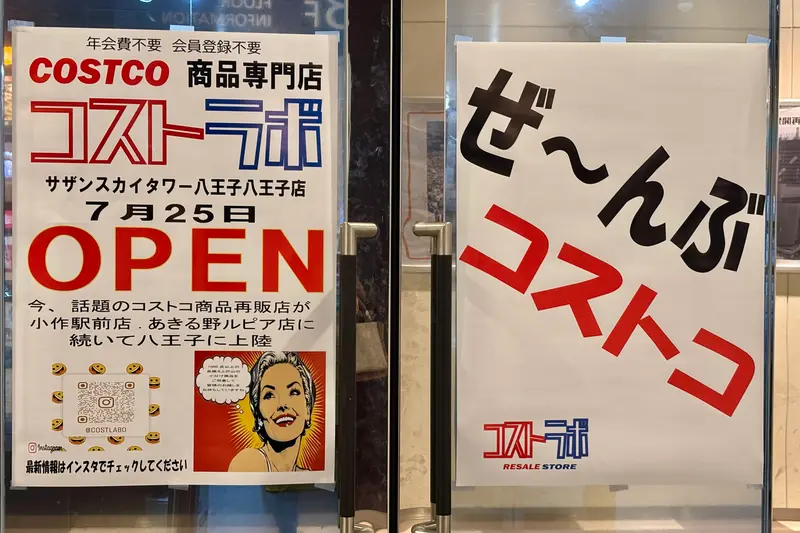 FLOOR
INFORMATION
年会費不要 会員登録不要
COSTCO 商品専門店
コストラボ
サザンスカイタワー八王子八王子店
7月25日
OPEN
今、話題のコストコ商品再販店が
小作駅前店.あきる野ルピア店に
続いて八王子に上陸
@COSTLABO
Instagram
最新情報はインスタでチェックしてください
ぜ〜んぶ
コストコ
コストラボ
RESALE STORE